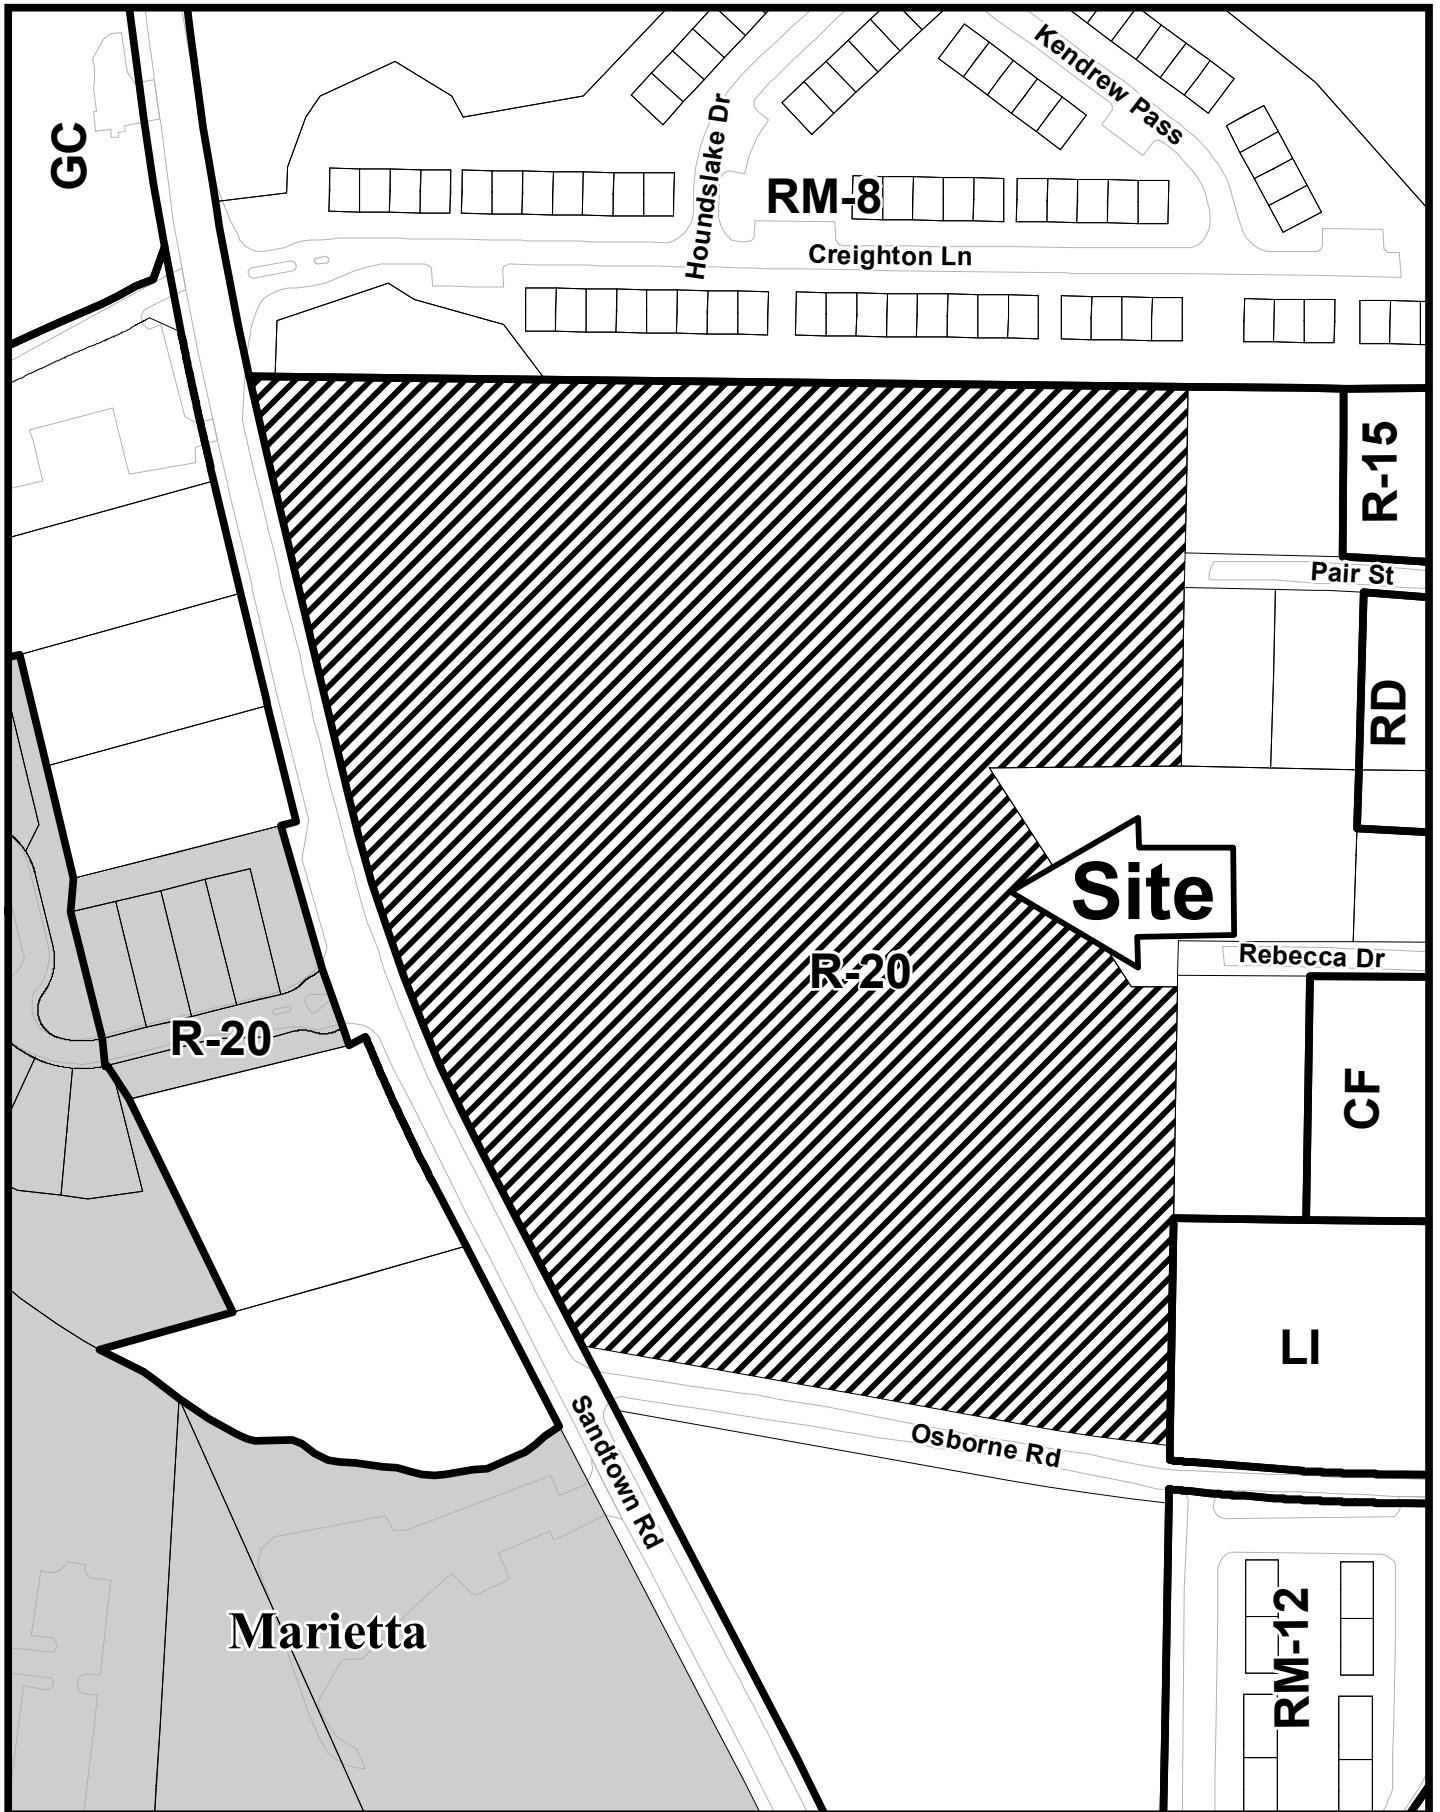 Kendrew Pass
GC
Houndslake Dr
RM-8
Creighton Ln
R-15
Pair St
RD
Site
Rebecca Dr
R-20
R-20
CF
LI
Sandtown Rd
Osborne Rd
Marietta
RM-12